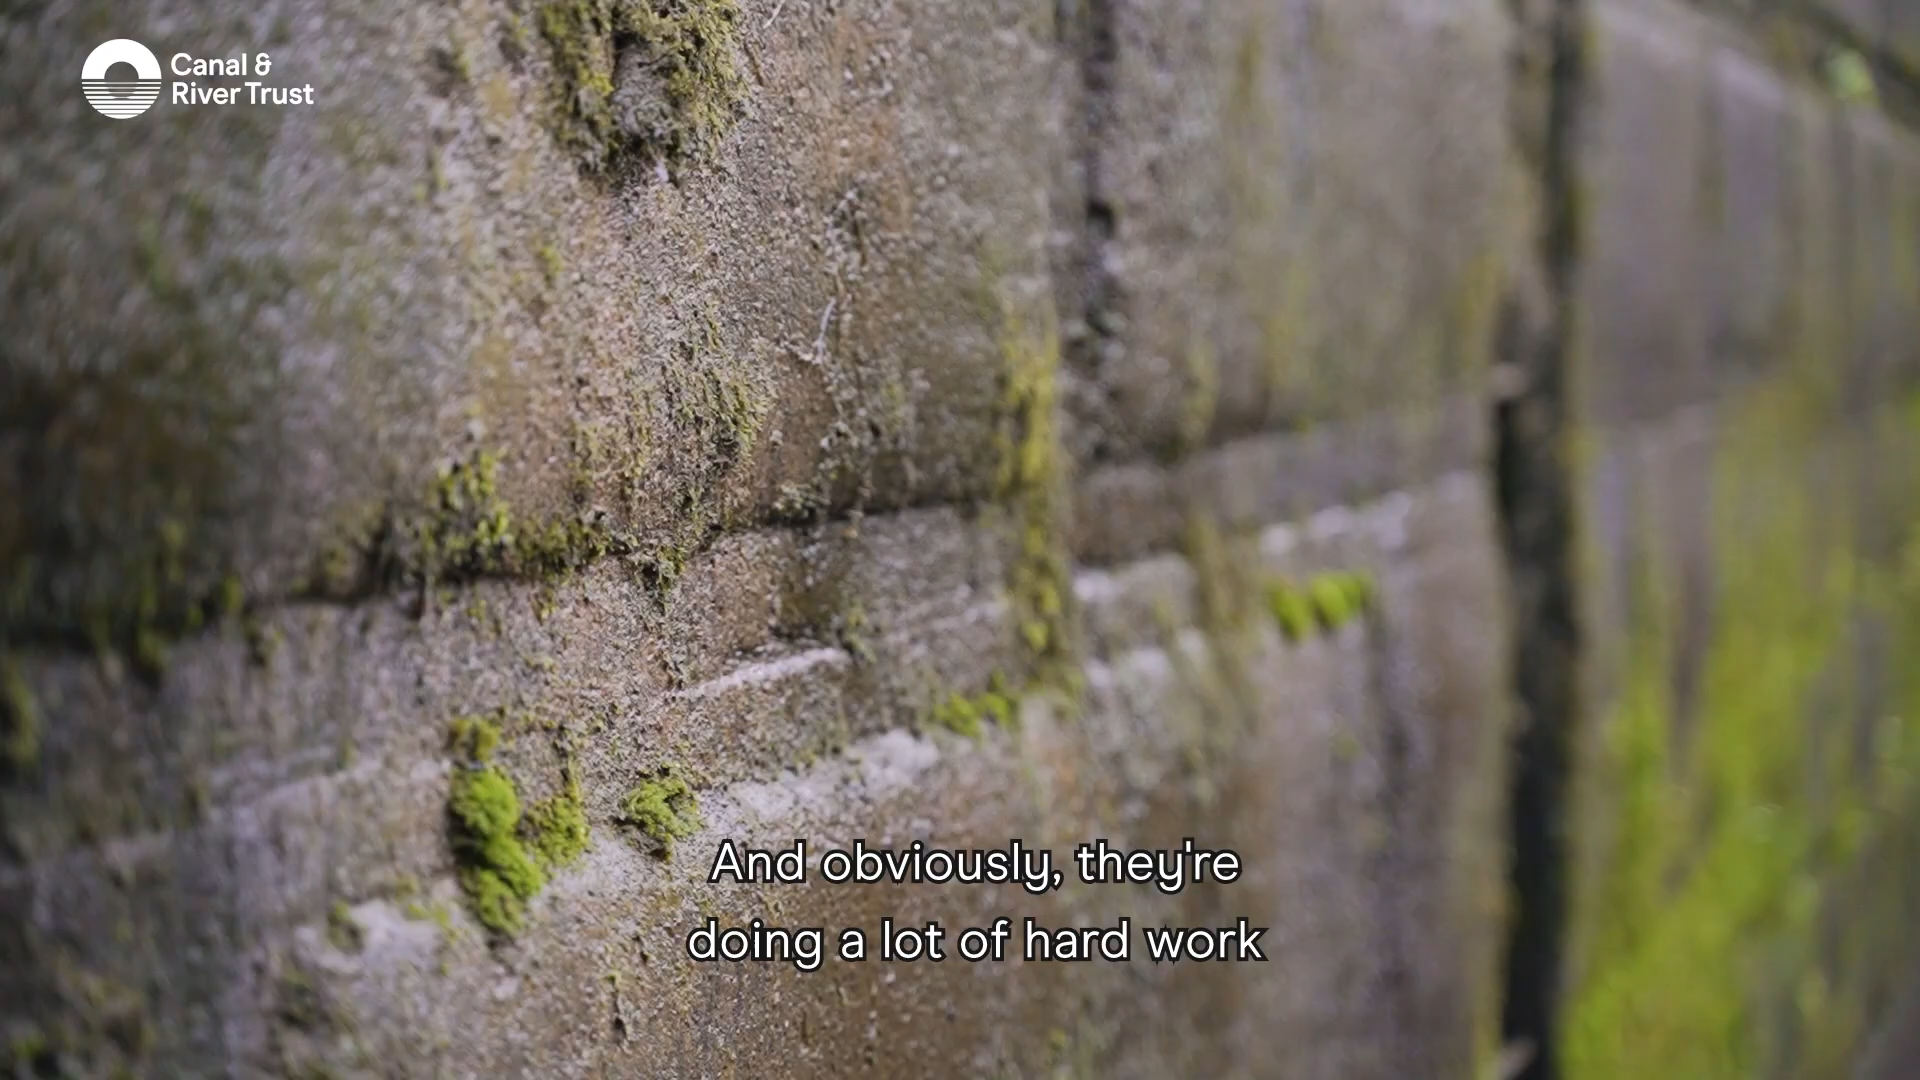 Canal &
River Trust
And obviously, they're
doing a lot of hard work